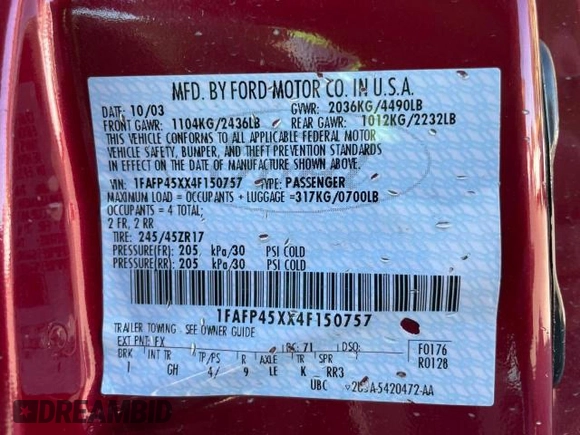 MFD. BY FORD MOTOR CO. IN U.S.A.
DATE: 10/03 GVWR: 2036KG/4490LB
FRONT GAWR: 1104KG/2436LB REAR GAWR: 1012KG/2232LB
THIS VEHICLE CONFORMS TO ALL APPLICABLE FEDERAL MOTOR
VEHICLE SAFETY, BUMPER, AND THEFT PREVENTION STANDARDS
IN EFFECT ON THE DATE OF MANUFACTURE SHOWN ABOVE.
VIN: 1FAFP45XX4F150757 TYPE: PASSENGER
MAXIMUM LOAD = OCCUPANTS + LUGGAGE =317KG/0700LB
OCCUPANTS = 4 TOTAL;
2 FR, 2 RR
TIRE: 245/45ZR17
PRESSURE(FR): 205 kPa/30 PSI COLD
PRESSURE(RR): 205 kPa/30 PSI COLD
1FAFP45XX4F150757
TRAILER TOWING - SEE OWNER GUIDE
EXT PNT: FX 71 DSO: F0176
BRK INT TR TP/PS R AXLE TR SPR R0128
I GH 4/ 9 LE K RR3
UBC
DREAMBID